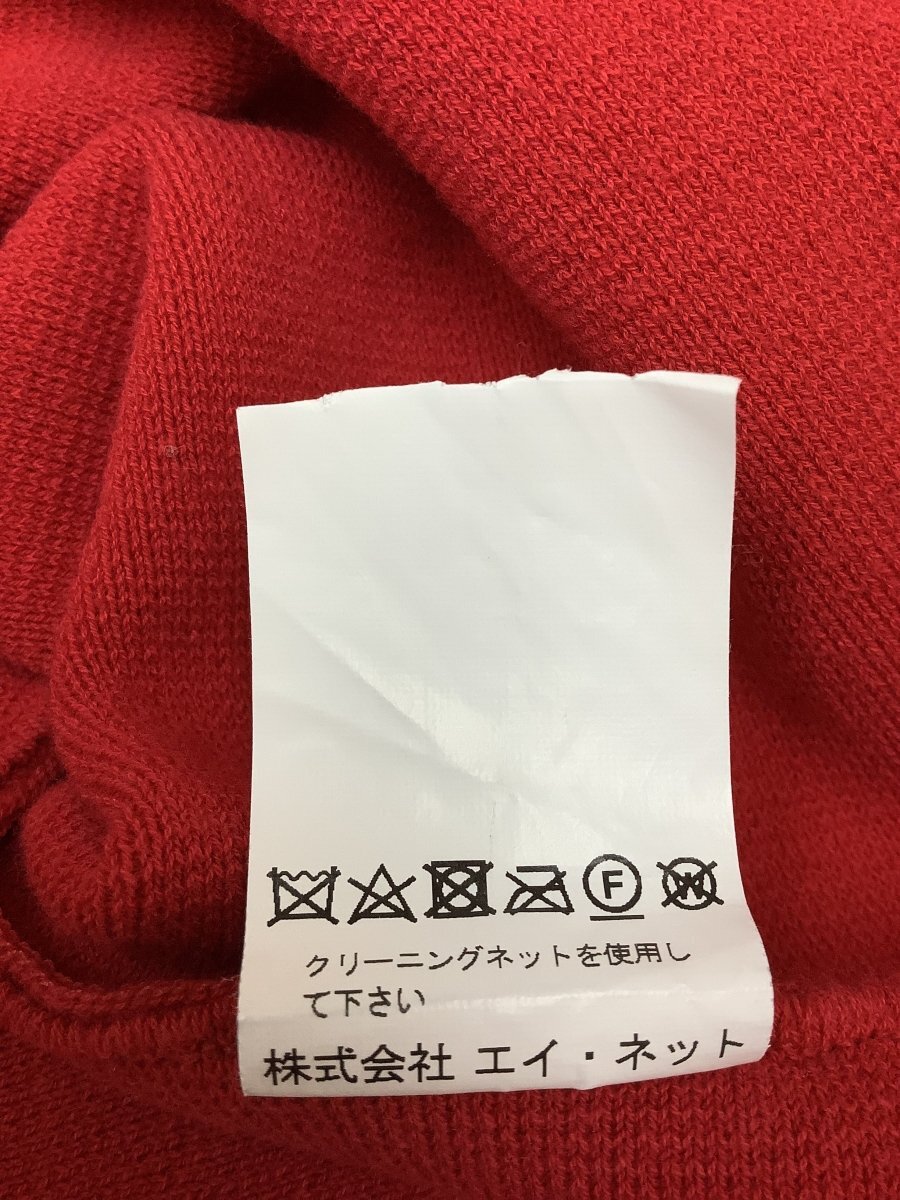 F W
クリーニングネットを使用し
て下さい
株式会社 エイ・ネット